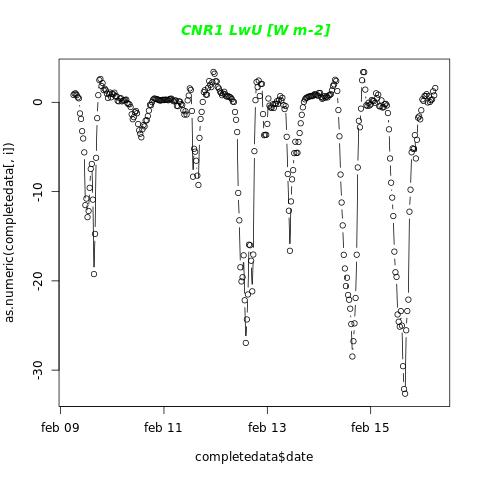 CNR1 LwU [W m-2]
as.numeric(completedata[, i])
0
-10
-20
-30
feb 09
feb 11
feb 13
feb 15
completedata$date